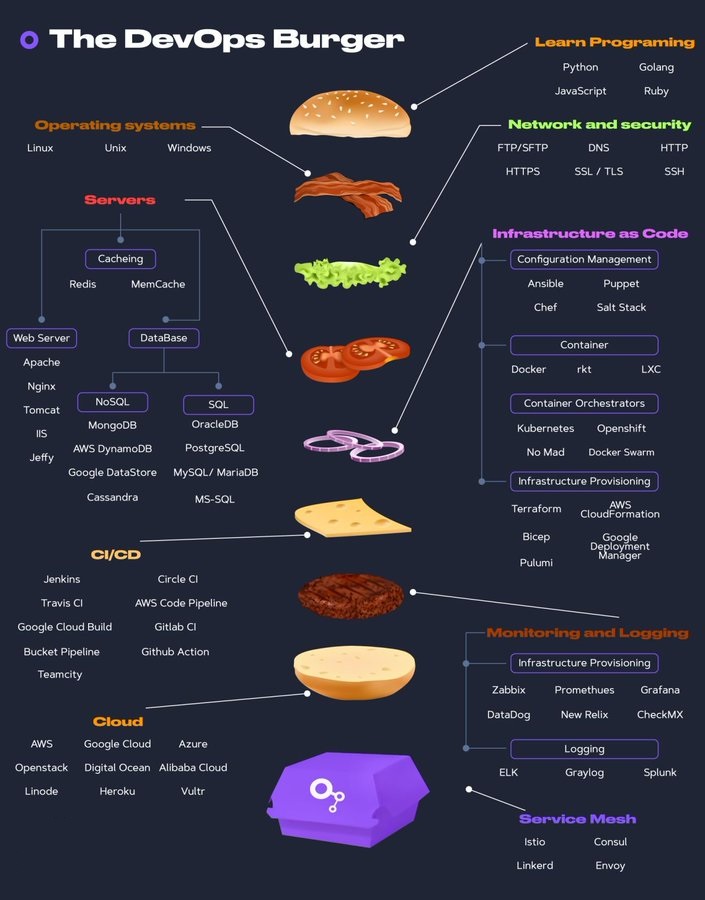 The DevOps Burger
Learn Programing
Python Golang
JavaScript Ruby
Operating systems
Linux Unix Windows
Network and security
FTP/SFTP DNS HTTP
HTTPS SSL / TLS SSH
Servers
Cacheing
Redis MemCache
Web Server
Apache
Nginx
Tomcat
IIS
Jeffy
DataBase
NoSQL
MongoDB
AWS DynamoDB
Google DataStore
Cassandra
SQL
OracleDB
PostgreSQL
MySQL/ MariaDB
MS-SQL
Infrastructure as Code
Configuration Management
Ansible Puppet
Chef Salt Stack
Container
Docker rkt LXC
Container Orchestrators
Kubernetes Openshift
No Mad Docker Swarm
Infrastructure Provisioning
Terraform
AWS
CloudFormation
Bicep
Google
Deployment
Manager
Pulumi
CI/CD
Jenkins Circle CI
Travis CI AWS Code Pipeline
Google Cloud Build Gitlab CI
Bucket Pipeline Github Action
Teamcity
Monitoring and Logging
Infrastructure Provisioning
Zabbix Promethues Grafana
DataDog New Relix CheckMX
Logging
ELK Graylog Splunk
Cloud
AWS Google Cloud Azure
Openstack Digital Ocean Alibaba Cloud
Linode Heroku Vultr
Service Mesh
Istio Consul
Linkerd Envoy